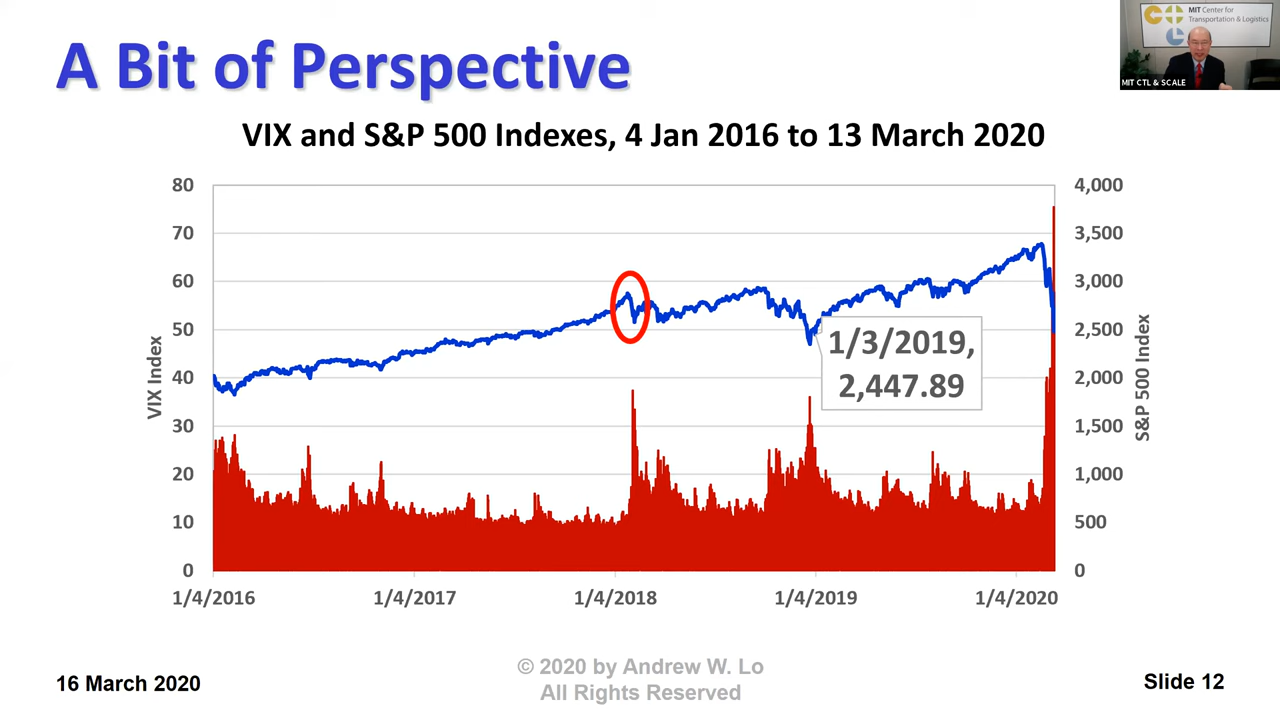 A Bit of Perspective
MIT Center for
Transportation & Logistics
MIT CTL & SCALE
VIX and S&P 500 Indexes, 4 Jan 2016 to 13 March 2020
80
70
60
50
40
30
20
10
0
VIX Index
4,000
3,500
3,000
2,500
2,000
1,500
1,000
500
0
S&P 500 Index
1/3/2019,
2,447.89
1/4/2016
1/4/2017
1/4/2018
1/4/2019
1/4/2020
16 March 2020
© 2020 by Andrew W. Lo
All Rights Reserved
Slide 12